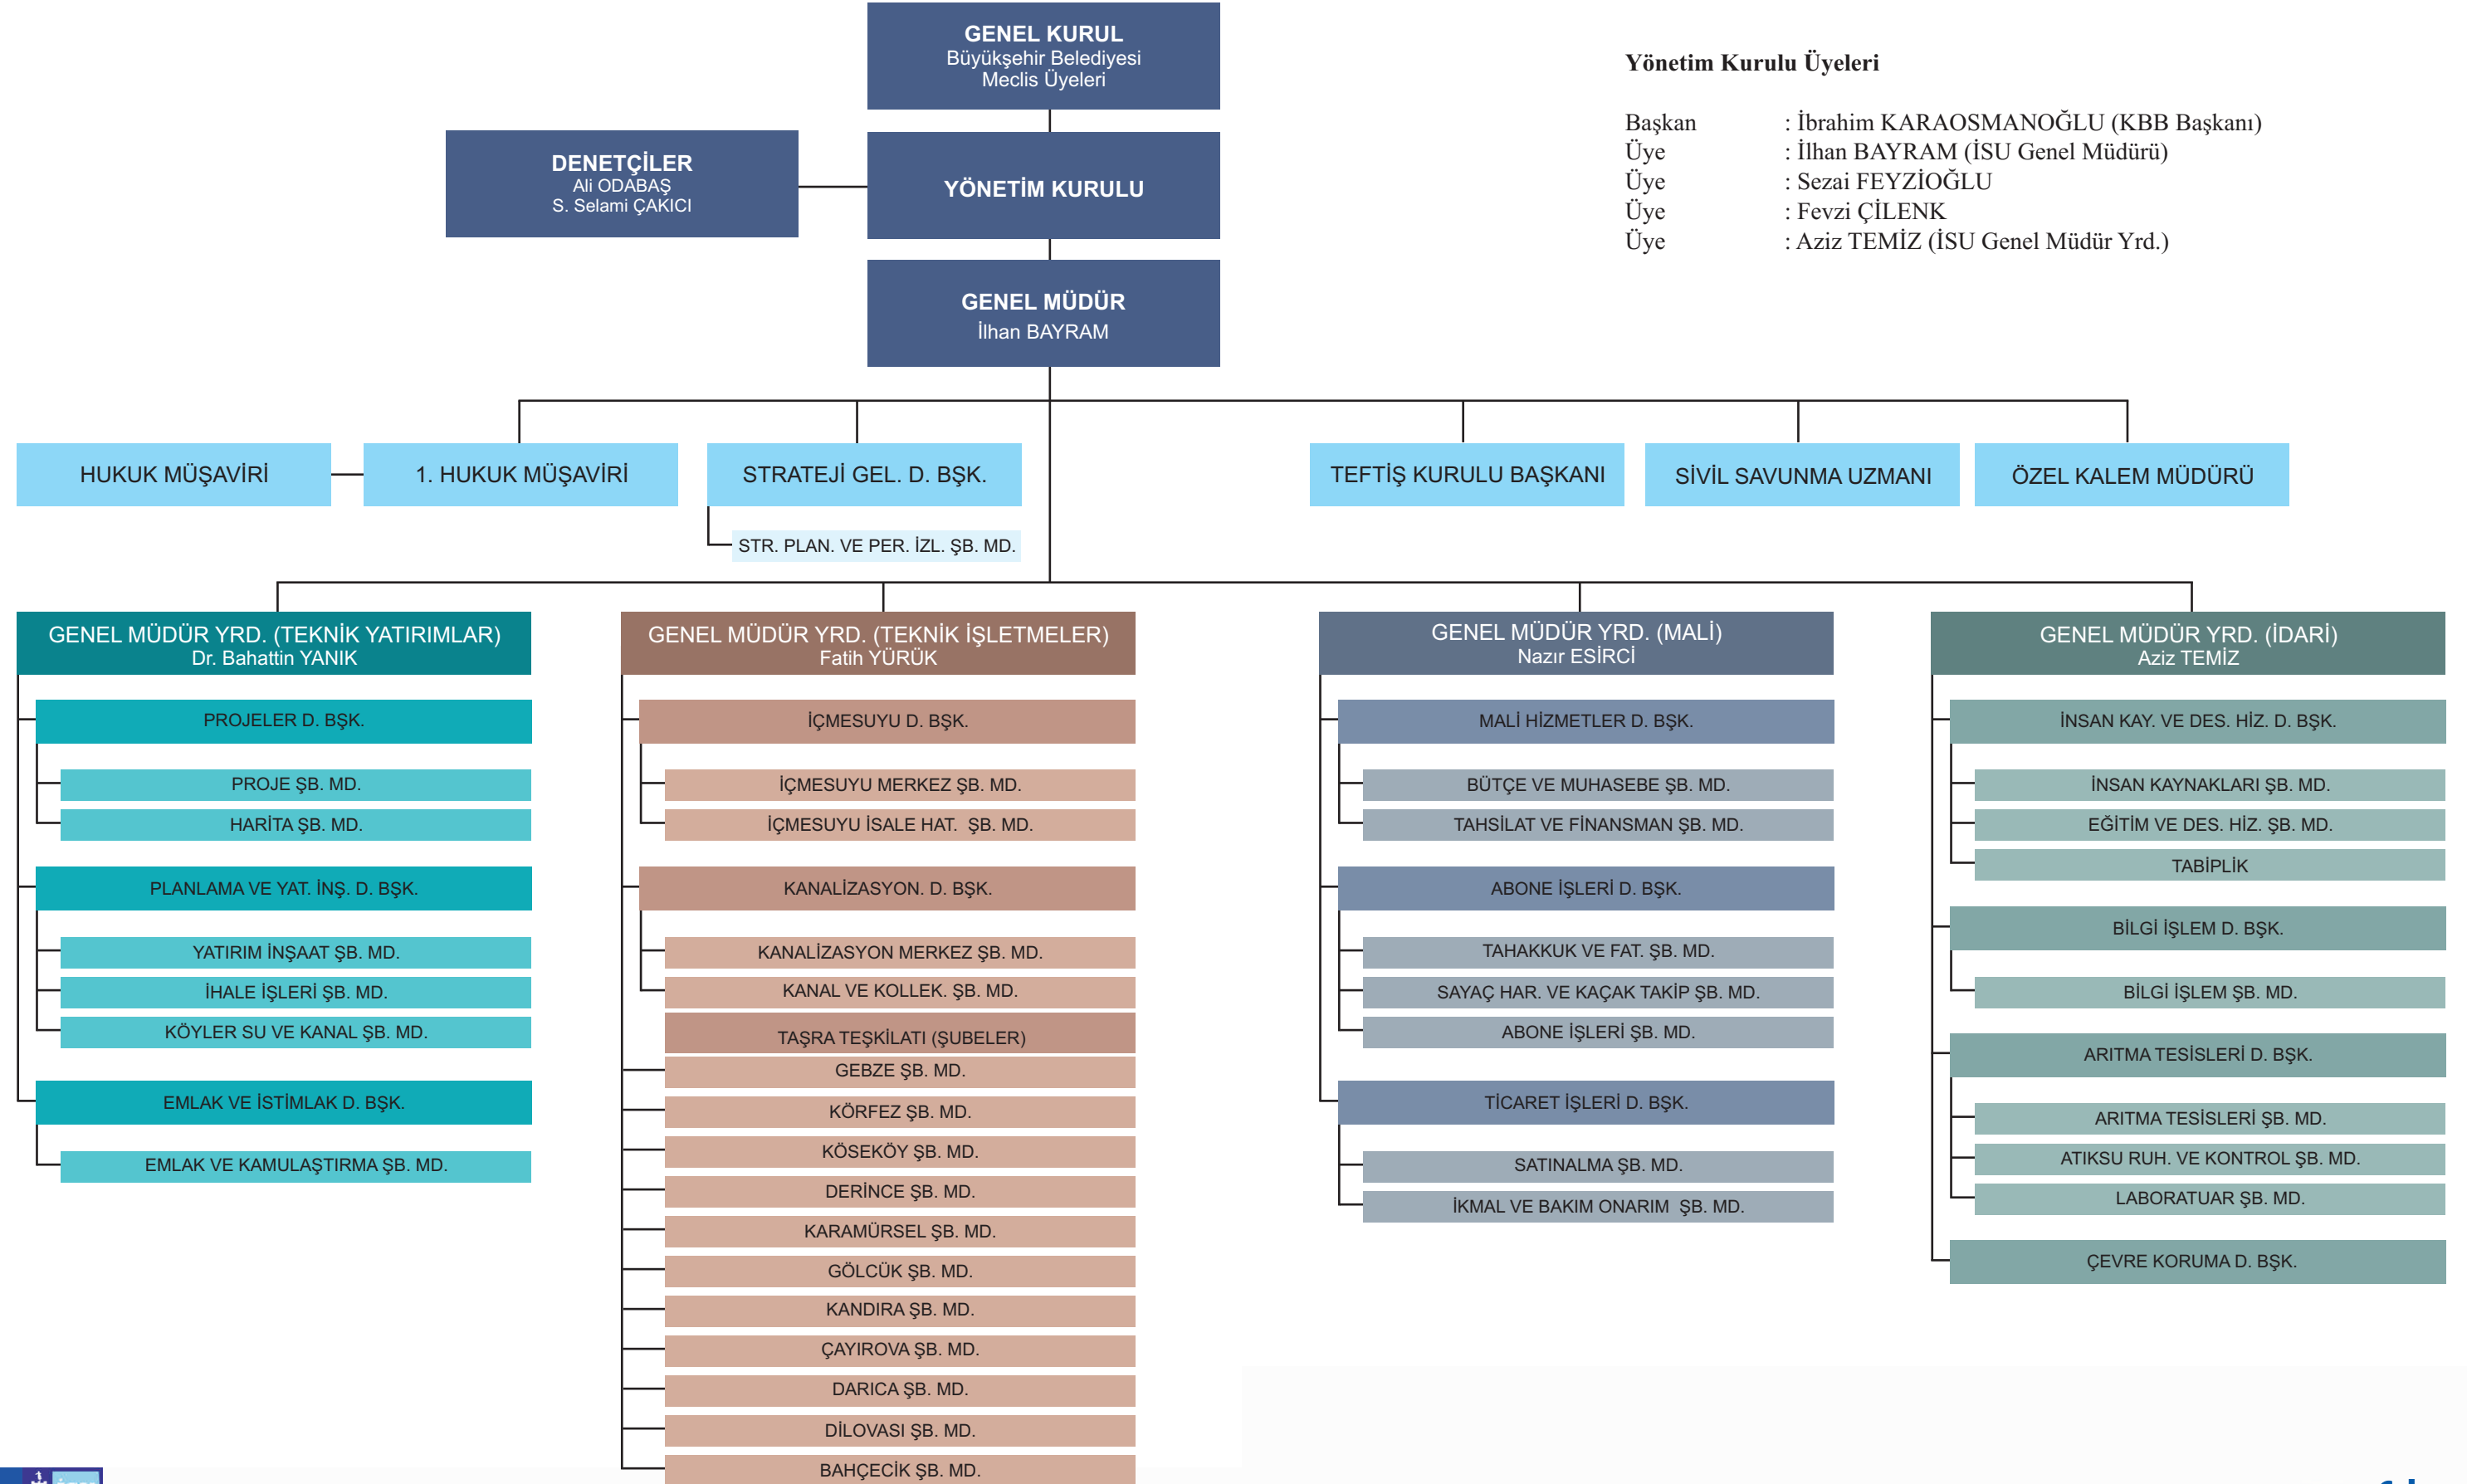 GENEL KURUL
Büyükşehir Belediyesi
Meclis Üyeleri
DENETÇİLER
Ali ODABAŞ
S. Selami ÇAKICI
YÖNETİM KURULU
GENEL MÜDÜR
İlhan BAYRAM
Yönetim Kurulu Üyeleri
Başkan : İbrahim KARAOSMANOĞLU (KBB Başkanı)
Üye : İlhan BAYRAM (İSU Genel Müdürü)
Üye : Sezai FEYZİOĞLU
Üye : Fevzi ÇİLENK
Üye : Aziz TEMİZ (İSU Genel Müdür Yrd.)
HUKUK MÜŞAVİRİ
1. HUKUK MÜŞAVİRİ
STRATEJİ GEL. D. BŞK.
STR. PLAN. VE PER. İZL. ŞB. MD.
TEFTİŞ KURULU BAŞKANI
SİVİL SAVUNMA UZMANI
ÖZEL KALEM MÜDÜRÜ
GENEL MÜDÜR YRD. (TEKNİK YATIRIMLAR)
Dr. Bahattin YANIK
PROJELER D. BŞK.
PROJE ŞB. MD.
HARİTA ŞB. MD.
PLANLAMA VE YAT. İNŞ. D. BŞK.
YATIRIM İNŞAAT ŞB. MD.
İHALE İŞLERİ ŞB. MD.
KÖYLER SU VE KANAL ŞB. MD.
EMLAK VE İSTİMLAK D. BŞK.
EMLAK VE KAMULAŞTIRMA ŞB. MD.
GENEL MÜDÜR YRD. (TEKNİK İŞLETMELER)
Fatih YÜRÜK
İÇMESUYU D. BŞK.
İÇMESUYU MERKEZ ŞB. MD.
İÇMESUYU İSALE HAT. ŞB. MD.
KANALİZASYON. D. BŞK.
KANALİZASYON MERKEZ ŞB. MD.
KANAL VE KOLLEK. ŞB. MD.
TAŞRA TEŞKİLATI (ŞUBELER)
GEBZE ŞB. MD.
KÖRFEZ ŞB. MD.
KÖSEKÖY ŞB. MD.
DERİNCE ŞB. MD.
KARAMÜRSEL ŞB. MD.
GÖLCÜK ŞB. MD.
KANDIRA ŞB. MD.
ÇAYIROVA ŞB. MD.
DARICA ŞB. MD.
DİLOVASI ŞB. MD.
BAHÇECİK ŞB. MD.
GENEL MÜDÜR YRD. (MALİ)
Nazır ESİRCİ
MALİ HİZMETLER D. BŞK.
BÜTÇE VE MUHASEBE ŞB. MD.
TAHSİLAT VE FİNANSMAN ŞB. MD.
ABONE İŞLERİ D. BŞK.
TAHAKKUK VE FAT. ŞB. MD.
SAYAÇ HAR. VE KAÇAK TAKİP ŞB. MD.
ABONE İŞLERİ ŞB. MD.
TİCARET İŞLERİ D. BŞK.
SATINALMA ŞB. MD.
İKMAL VE BAKIM ONARIM ŞB. MD.
GENEL MÜDÜR YRD. (İDARİ)
Aziz TEMİZ
İNSAN KAY. VE DES. HİZ. D. BŞK.
İNSAN KAYNAKLARI ŞB. MD.
EĞİTİM VE DES. HİZ. ŞB. MD.
TABİPLİK
BİLGİ İŞLEM D. BŞK.
BİLGİ İŞLEM ŞB. MD.
ARITMA TESİSLERİ D. BŞK.
ARITMA TESİSLERİ ŞB. MD.
ATIKSU RUH. VE KONTROL ŞB. MD.
LABORATUAR ŞB. MD.
ÇEVRE KORUMA D. BŞK.